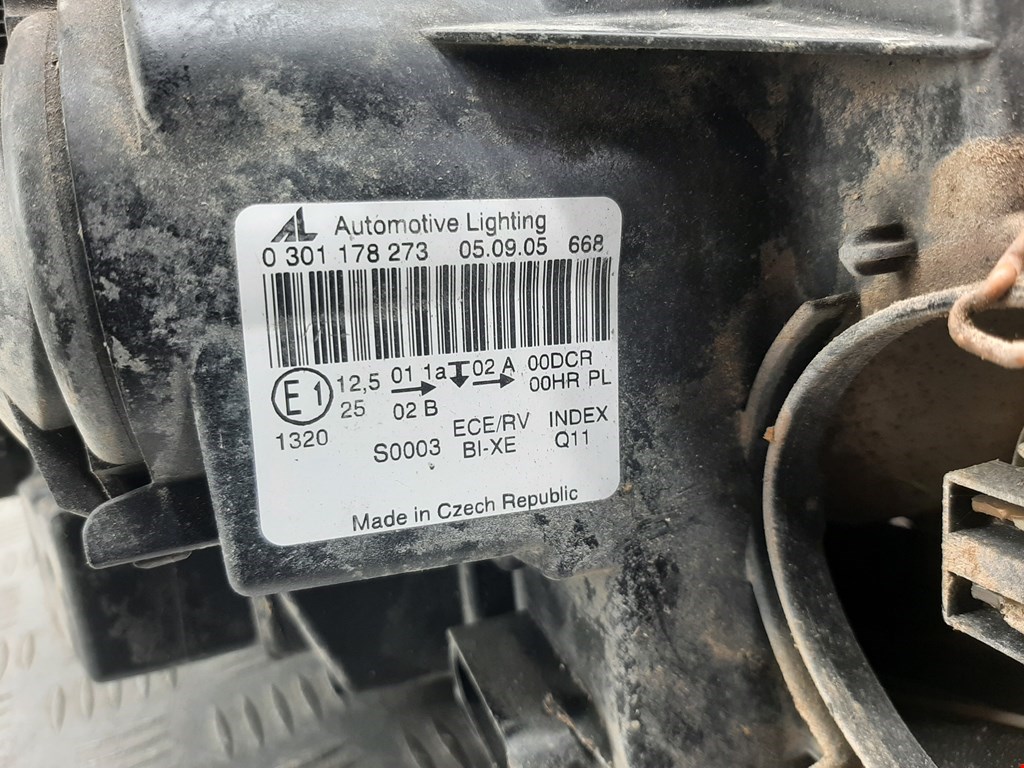 AL Automotive Lighting
0 301 178 273 05.09.05 668
E1 12,5 01 1a 02 A 00DCR
25 02 B 00HR PL
1320 S0003 ECE/RV INDEX
BI-XE Q11
Made in Czech Republic